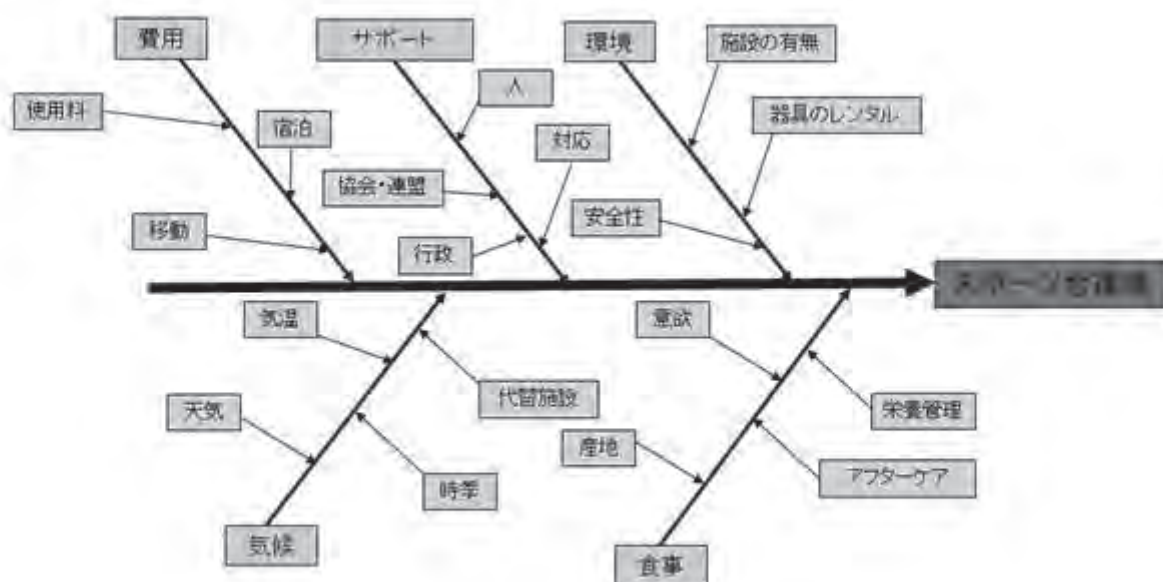 費用
サポート
環境
施設の有無
人
使用料
器具のレンタル
宿泊
対応
協会・連盟
安全性
移動
行政
気温
意欲
代替施設
天気
栄養管理
産地
時季
アフターケア
気候
食事